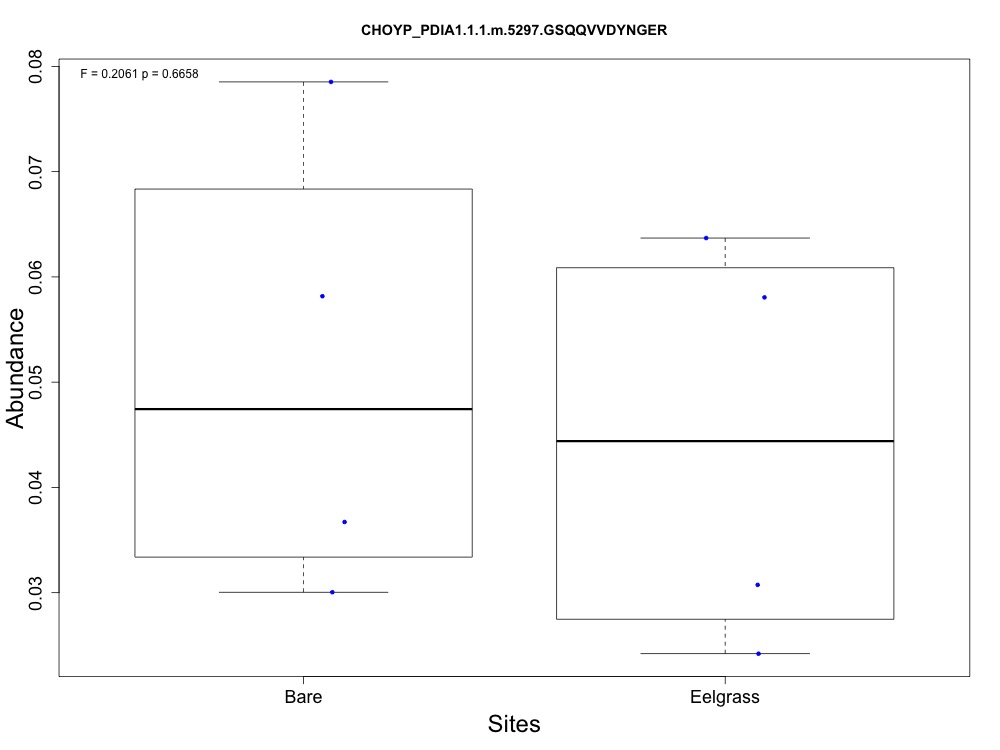 CHOYP_PDIA1.1.1.m.5297.GSQQVVDYNGER
F = 0.2061 p = 0.6658
0.08
0.07
0.06
0.05
0.04
0.03
Abundance
Bare
Eelgrass
Sites